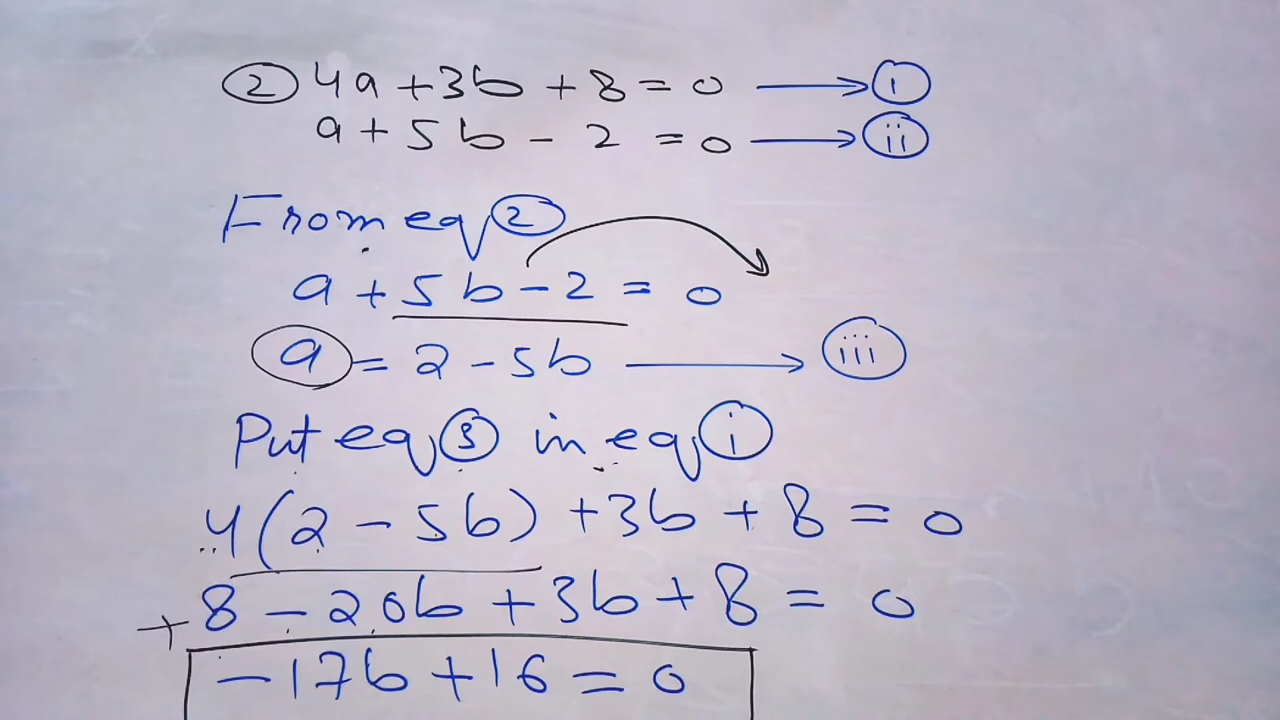 ② 4a + 3b + 8 = 0 → ⓘ
a + 5b - 2 = 0 → ⓘⓘ
From eq ②
a + 5b - 2 = 0
a = 2 - 5b → iii
Put eq ③ in eq ⓘ
4(2 - 5b) + 3b + 8 = 0
+8 - 20b + 3b + 8 = 0
-17b + 16 = 0